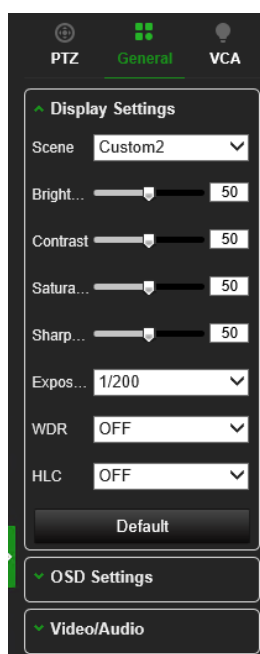 PTZ General VCA
Display Settings
Scene Custom2
Bright... 50
Contrast 50
Satura... 50
Sharp... 50
Expos... 1/200
WDR OFF
HLC OFF
Default
OSD Settings
Video/Audio